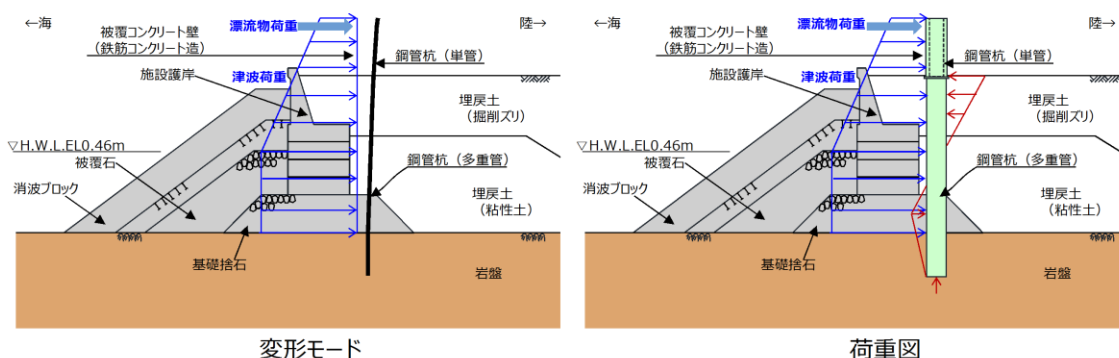 ←海
陸→
漂流物荷重
被覆コンクリート壁
(鉄筋コンクリート造)
鋼管杭（単管）
施設護岸
津波荷重
埋戻土
(掘削ズリ)
▽H.W.L.EL0.46m
被覆石
鋼管杭（多重管）
消波ブロック
埋戻土
(粘性土)
基礎捨石
岩盤
変形モード
←海
陸→
漂流物荷重
被覆コンクリート壁
(鉄筋コンクリート造)
鋼管杭（単管）
施設護岸
津波荷重
埋戻土
(掘削ズリ)
▽H.W.L.EL0.46m
被覆石
鋼管杭（多重管）
消波ブロック
埋戻土
(粘性土)
基礎捨石
岩盤
荷重図